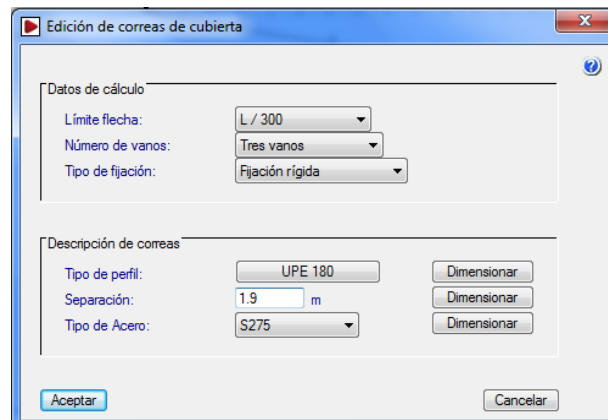 Edición de correas de cubierta
Datos de cálculo
Límite flecha: L / 300
Número de vanos: Tres vanos
Tipo de fijación: Fijación rígida
Descripción de correas
Tipo de perfil: UPE 180 Dimensionar
Separación: 1.9 m Dimensionar
Tipo de Acero: S275 Dimensionar
Aceptar Cancelar